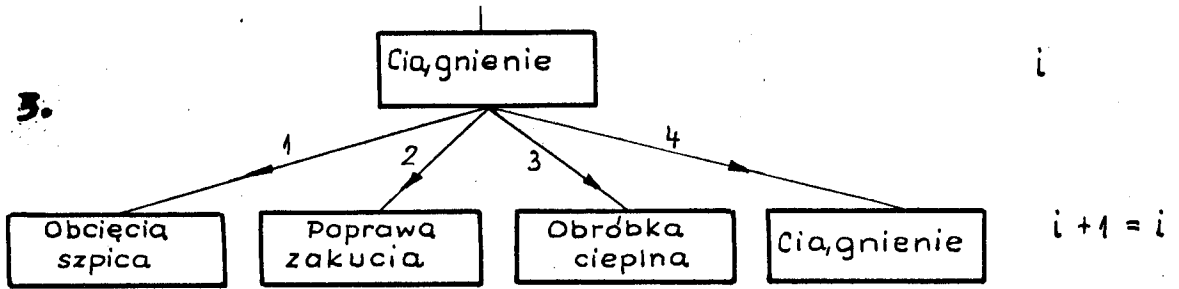 Ciągnienie
i
3.
1
2
3
4
Obcięcia
szpica
Poprawa
zakucia
Obróbka
cieplna
Ciągnienie
i + 1 = i